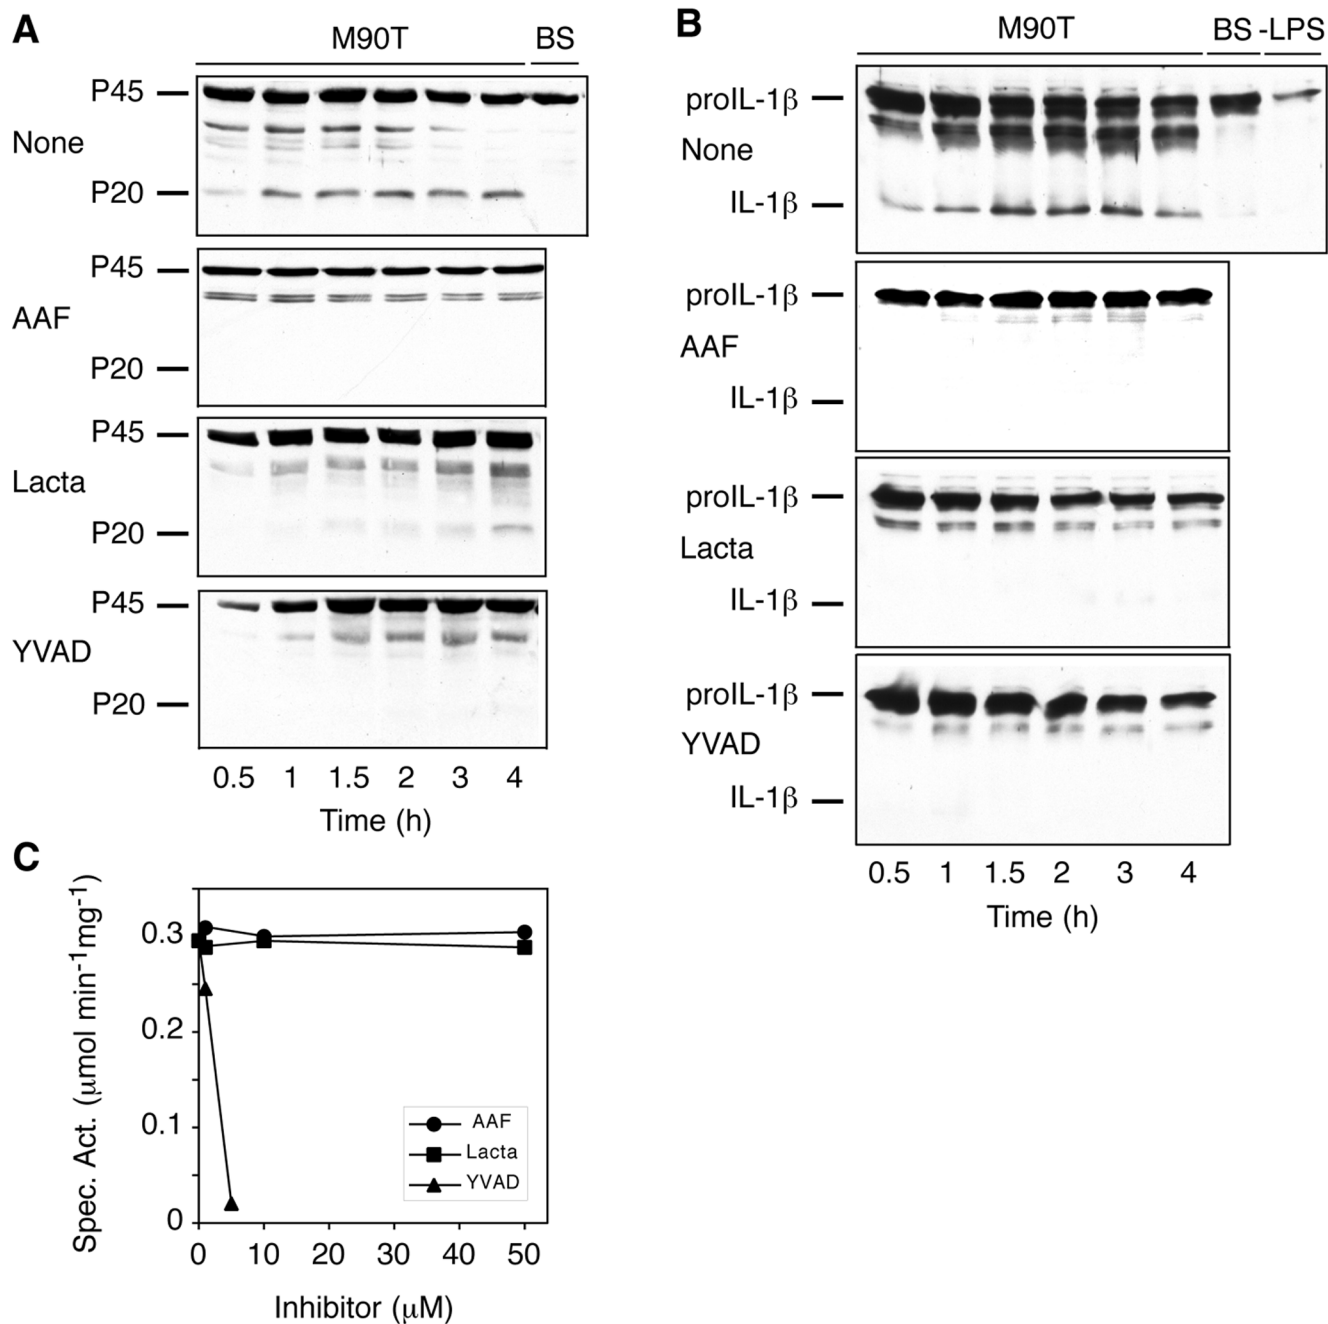 A
M90T BS
P45
None
P20
P45
AAF
P20
P45
Lacta
P20
P45
YVAD
P20
0.5 1 1.5 2 3 4
Time (h)
B
M90T BS -LPS
proIL-1β
None
IL-1β
proIL-1β
AAF
IL-1β
proIL-1β
Lacta
IL-1β
proIL-1β
YVAD
IL-1β
0.5 1 1.5 2 3 4
Time (h)
C
Spec. Act. (μmol min-1mg-1)
0.3
0.2
0.1
0
AAF
Lacta
YVAD
0 10 20 30 40 50
Inhibitor (μM)